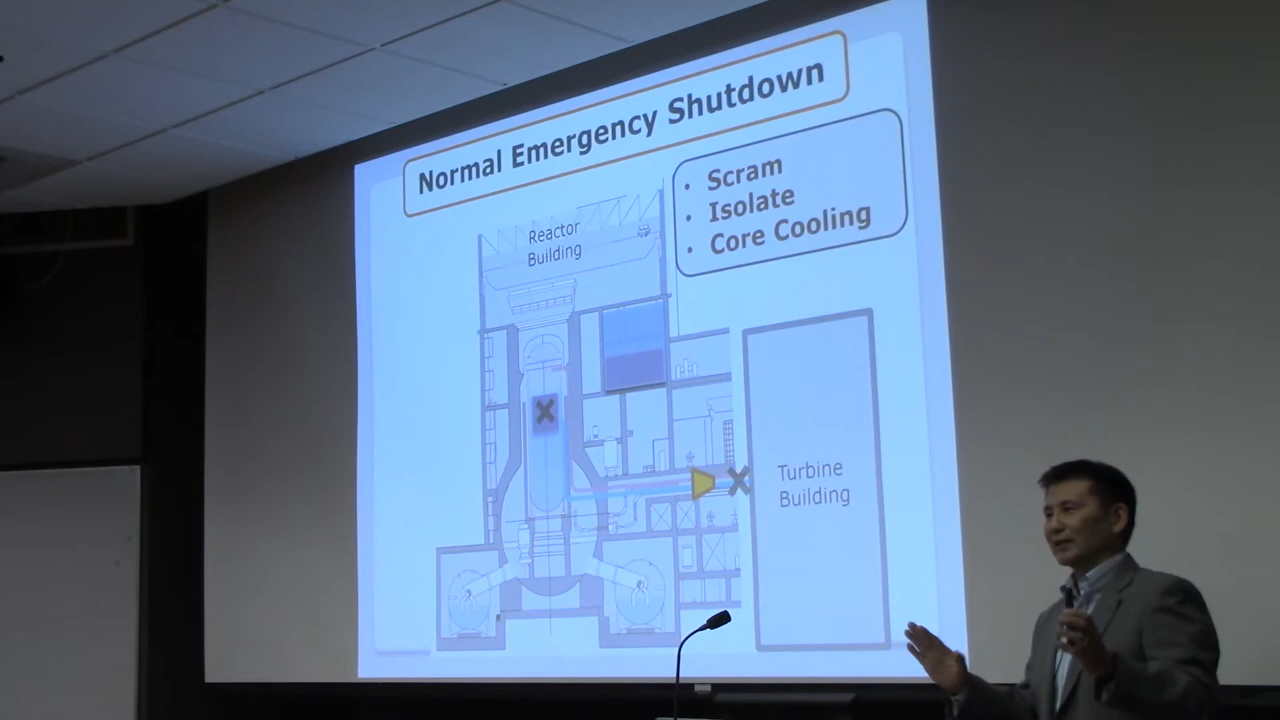 Normal Emergency Shutdown
• Scram
• Isolate
• Core Cooling
Reactor
Building
Turbine
Building